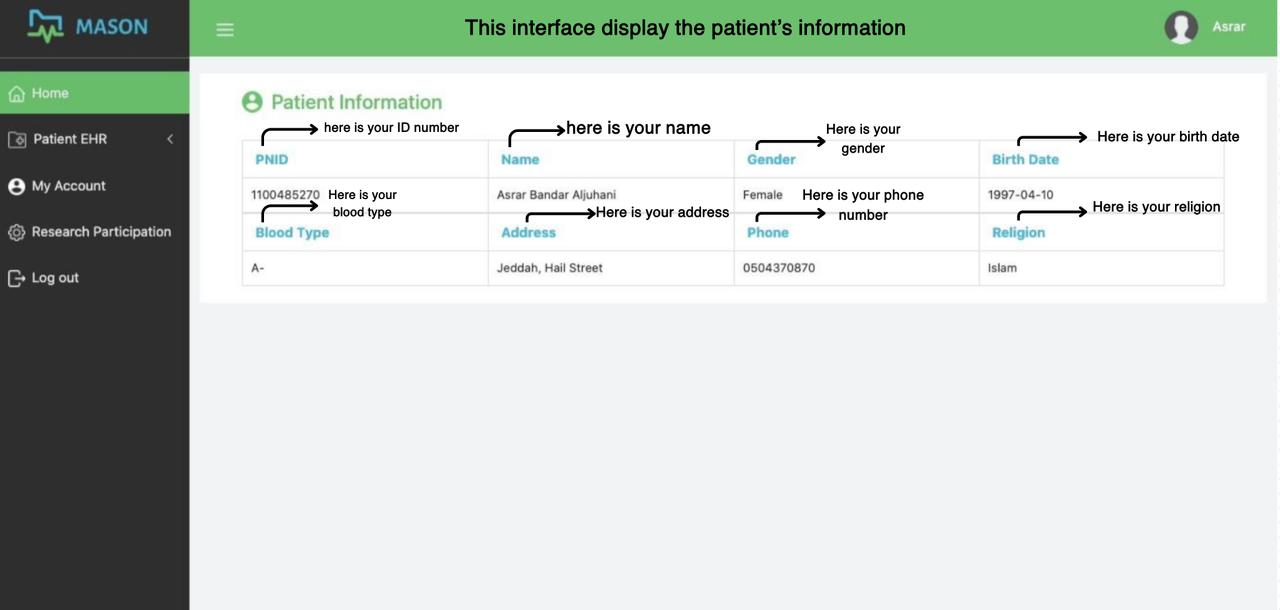 MASON
This interface display the patient's information
Asrar
Home
Patient EHR
My Account
Research Participation
Log out
Patient Information
here is your ID number
here is your name
Here is your
gender
Here is your birth date
PNID
Name
Gender
Birth Date
1100485270
Asrar Bandar Aljuhani
Female
1997-04-10
Here is your
blood type
Here is your address
Here is your phone
number
Here is your religion
Blood Type
Address
Phone
Religion
A-
Jeddah, Hail Street
0504370870
Islam